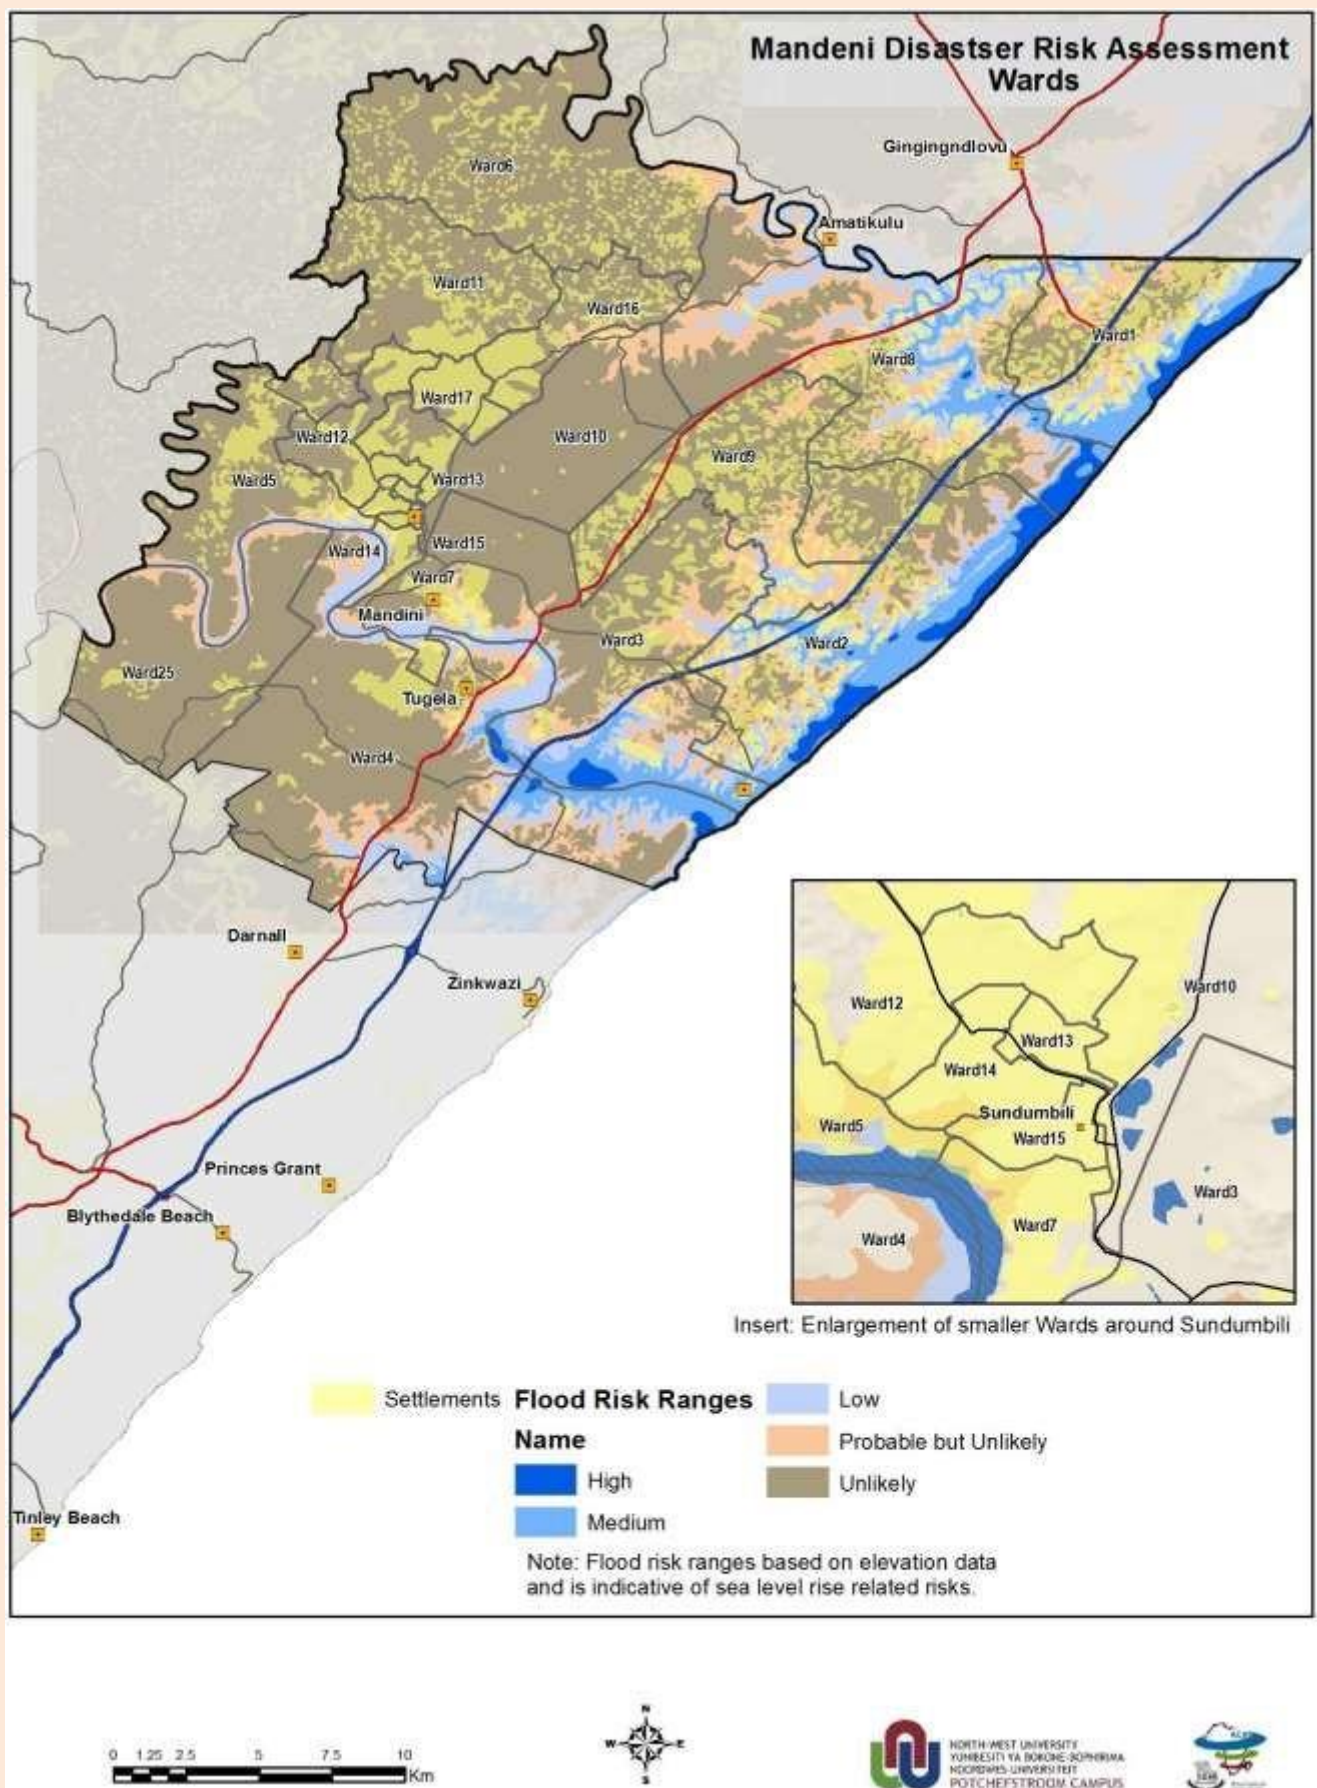 Mandeni Disastser Risk Assessment
Wards
Gingingndlovu
Amatikulu
Ward6
Ward11
Ward16
Ward1
Ward8
Ward17
Ward12
Ward10
Ward9
Ward5
Ward13
Ward14
Ward15
Ward7
Mandini
Ward3
Ward2
Ward25
Tugela
Ward4
Darnall
Zinkwazi
Princes Grant
Blythedale Beach
Tinley Beach
Ward12
Ward10
Ward13
Ward14
Sundumbili
Ward5
Ward15
Ward3
Ward7
Ward4
Insert: Enlargement of smaller Wards around Sundumbili
Settlements
Flood Risk Ranges
Name
High
Medium
Low
Probable but Unlikely
Unlikely
Note: Flood risk ranges based on elevation data
and is indicative of sea level rise related risks.
0 1.25 2.5 5 7.5 10
Km
N
W E
S
NORTH-WEST UNIVERSITY
YUNIBESITI YA BOKONE-BOPHIRIMA
NOORDWES-UNIVERSITEIT
POTCHEFSTROOM CAMPUS